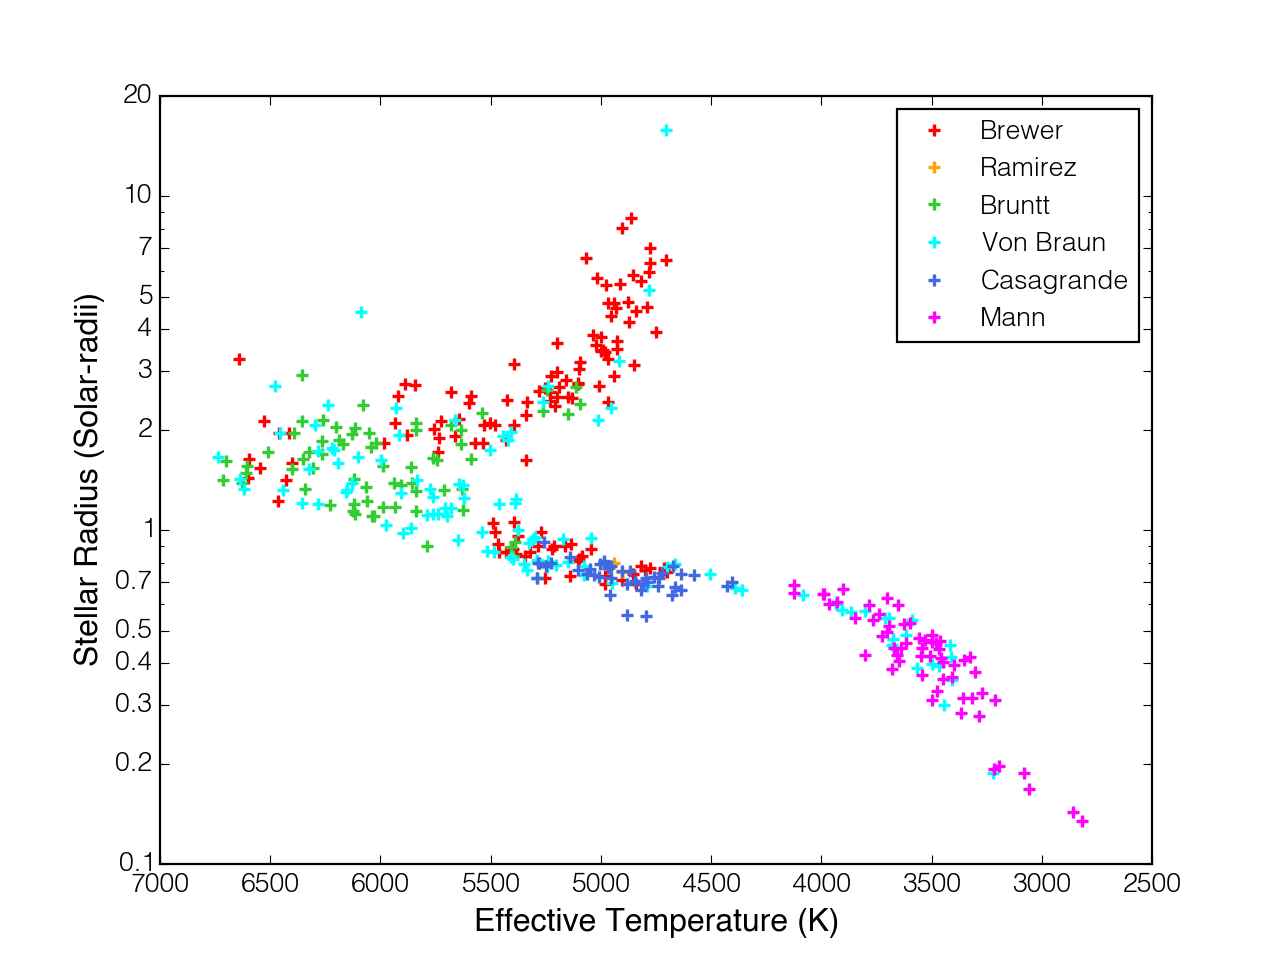 20
10
7
5
4
3
2
1
0.7
0.5
0.4
0.3
0.2
0.1
Stellar Radius (Solar-radii)
Brewer
Ramirez
Bruntt
Von Braun
Casagrande
Mann
7000 6500 6000 5500 5000 4500 4000 3500 3000 2500
Effective Temperature (K)